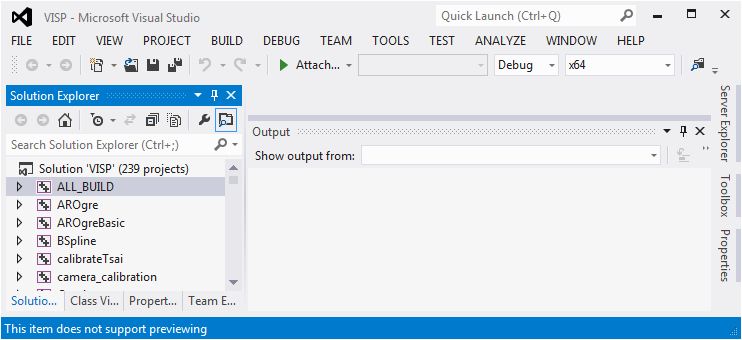 VISP - Microsoft Visual Studio
Quick Launch (Ctrl+Q)
FILE EDIT VIEW PROJECT BUILD DEBUG TEAM TOOLS TEST ANALYZE WINDOW HELP
Attach... Debug x64
Solution Explorer
Search Solution Explorer (Ctrl+;)
Solution 'VISP' (239 projects)
ALL_BUILD
AROgre
AROgreBasic
BSpline
calibrateTsai
camera_calibration
Solutio... Class Vi... Propert... Team E...
Output
Show output from:
Server Explorer
Toolbox
Properties
This item does not support previewing